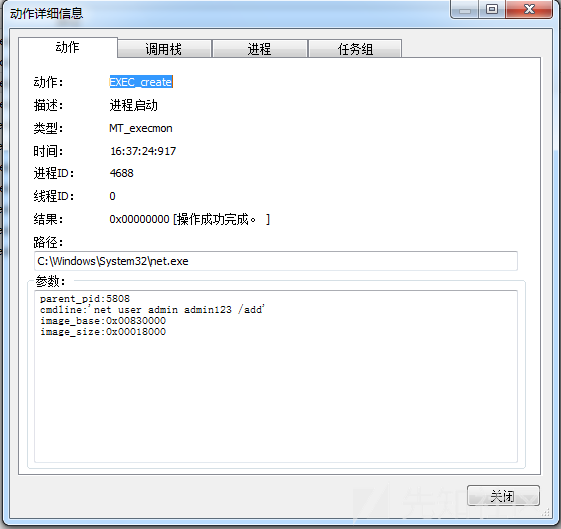 动作详细信息
动作 调用栈 进程 任务组
动作： EXEC_create
描述： 进程启动
类型： MT_execmon
时间： 16:37:24:917
进程ID： 4688
线程ID： 0
结果： 0x00000000 [操作成功完成。 ]
路径：
C:\Windows\System32\net.exe
参数：
parent_pid:5808
cmdline:'net user admin admin123 /add'
image_base:0x00830000
image_size:0x00018000
关闭